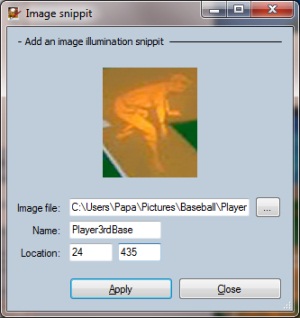 Image snippit
- Add an image illumination snippit
Image file: C:\Users\Papa\Pictures\Baseball\Player ...
Name: Player3rdBase
Location: 24 435
Apply Close